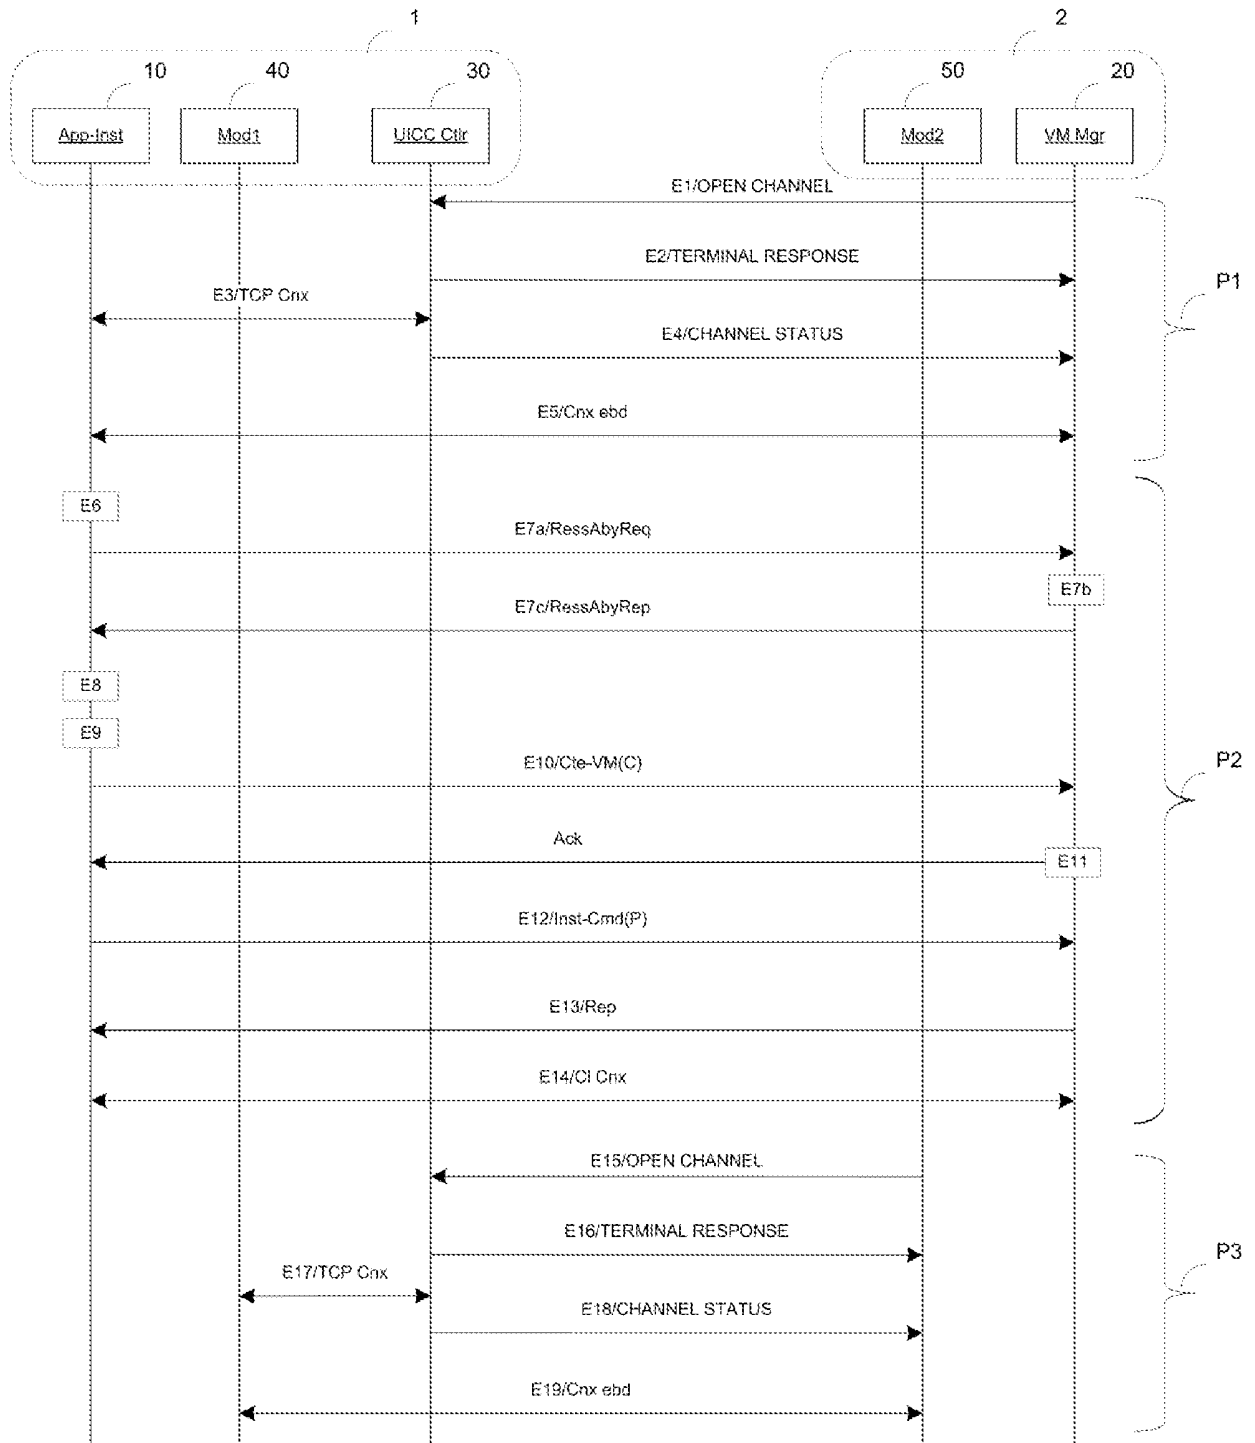 1
2
10
40
30
50
20
App-Inst
Mod1
UICC Ctlr
Mod2
VM Mgr
E1/OPEN CHANNEL
E2/TERMINAL RESPONSE
P1
E3/TCP Cnx
E4/CHANNEL STATUS
E5/Cnx ebd
E6
E7a/RessAbyReq
E7b
E7c/RessAbyRep
E8
E9
E10/Cte-VM(C)
P2
Ack
E11
E12/Inst-Cmd(P)
E13/Rep
E14/Cl Cnx
E15/OPEN CHANNEL
E16/TERMINAL RESPONSE
P3
E17/TCP Cnx
E18/CHANNEL STATUS
E19/Cnx ebd